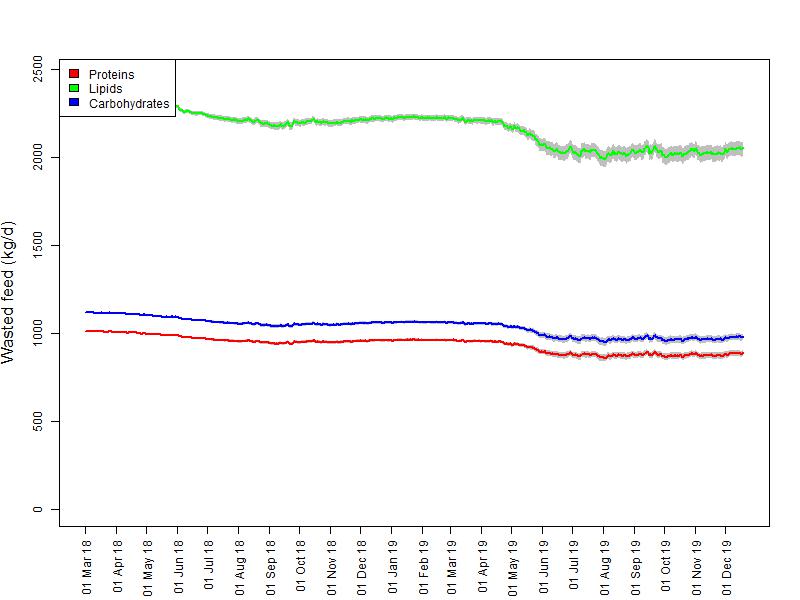 Proteins
Lipids
Carbohydrates
Wasted feed (kg/d)
2500
2000
1500
1000
500
0
01 Mar 18
01 Apr 18
01 May 18
01 Jun 18
01 Jul 18
01 Aug 18
01 Sep 18
01 Oct 18
01 Nov 18
01 Dec 18
01 Jan 19
01 Feb 19
01 Mar 19
01 Apr 19
01 May 19
01 Jun 19
01 Jul 19
01 Aug 19
01 Sep 19
01 Oct 19
01 Nov 19
01 Dec 19